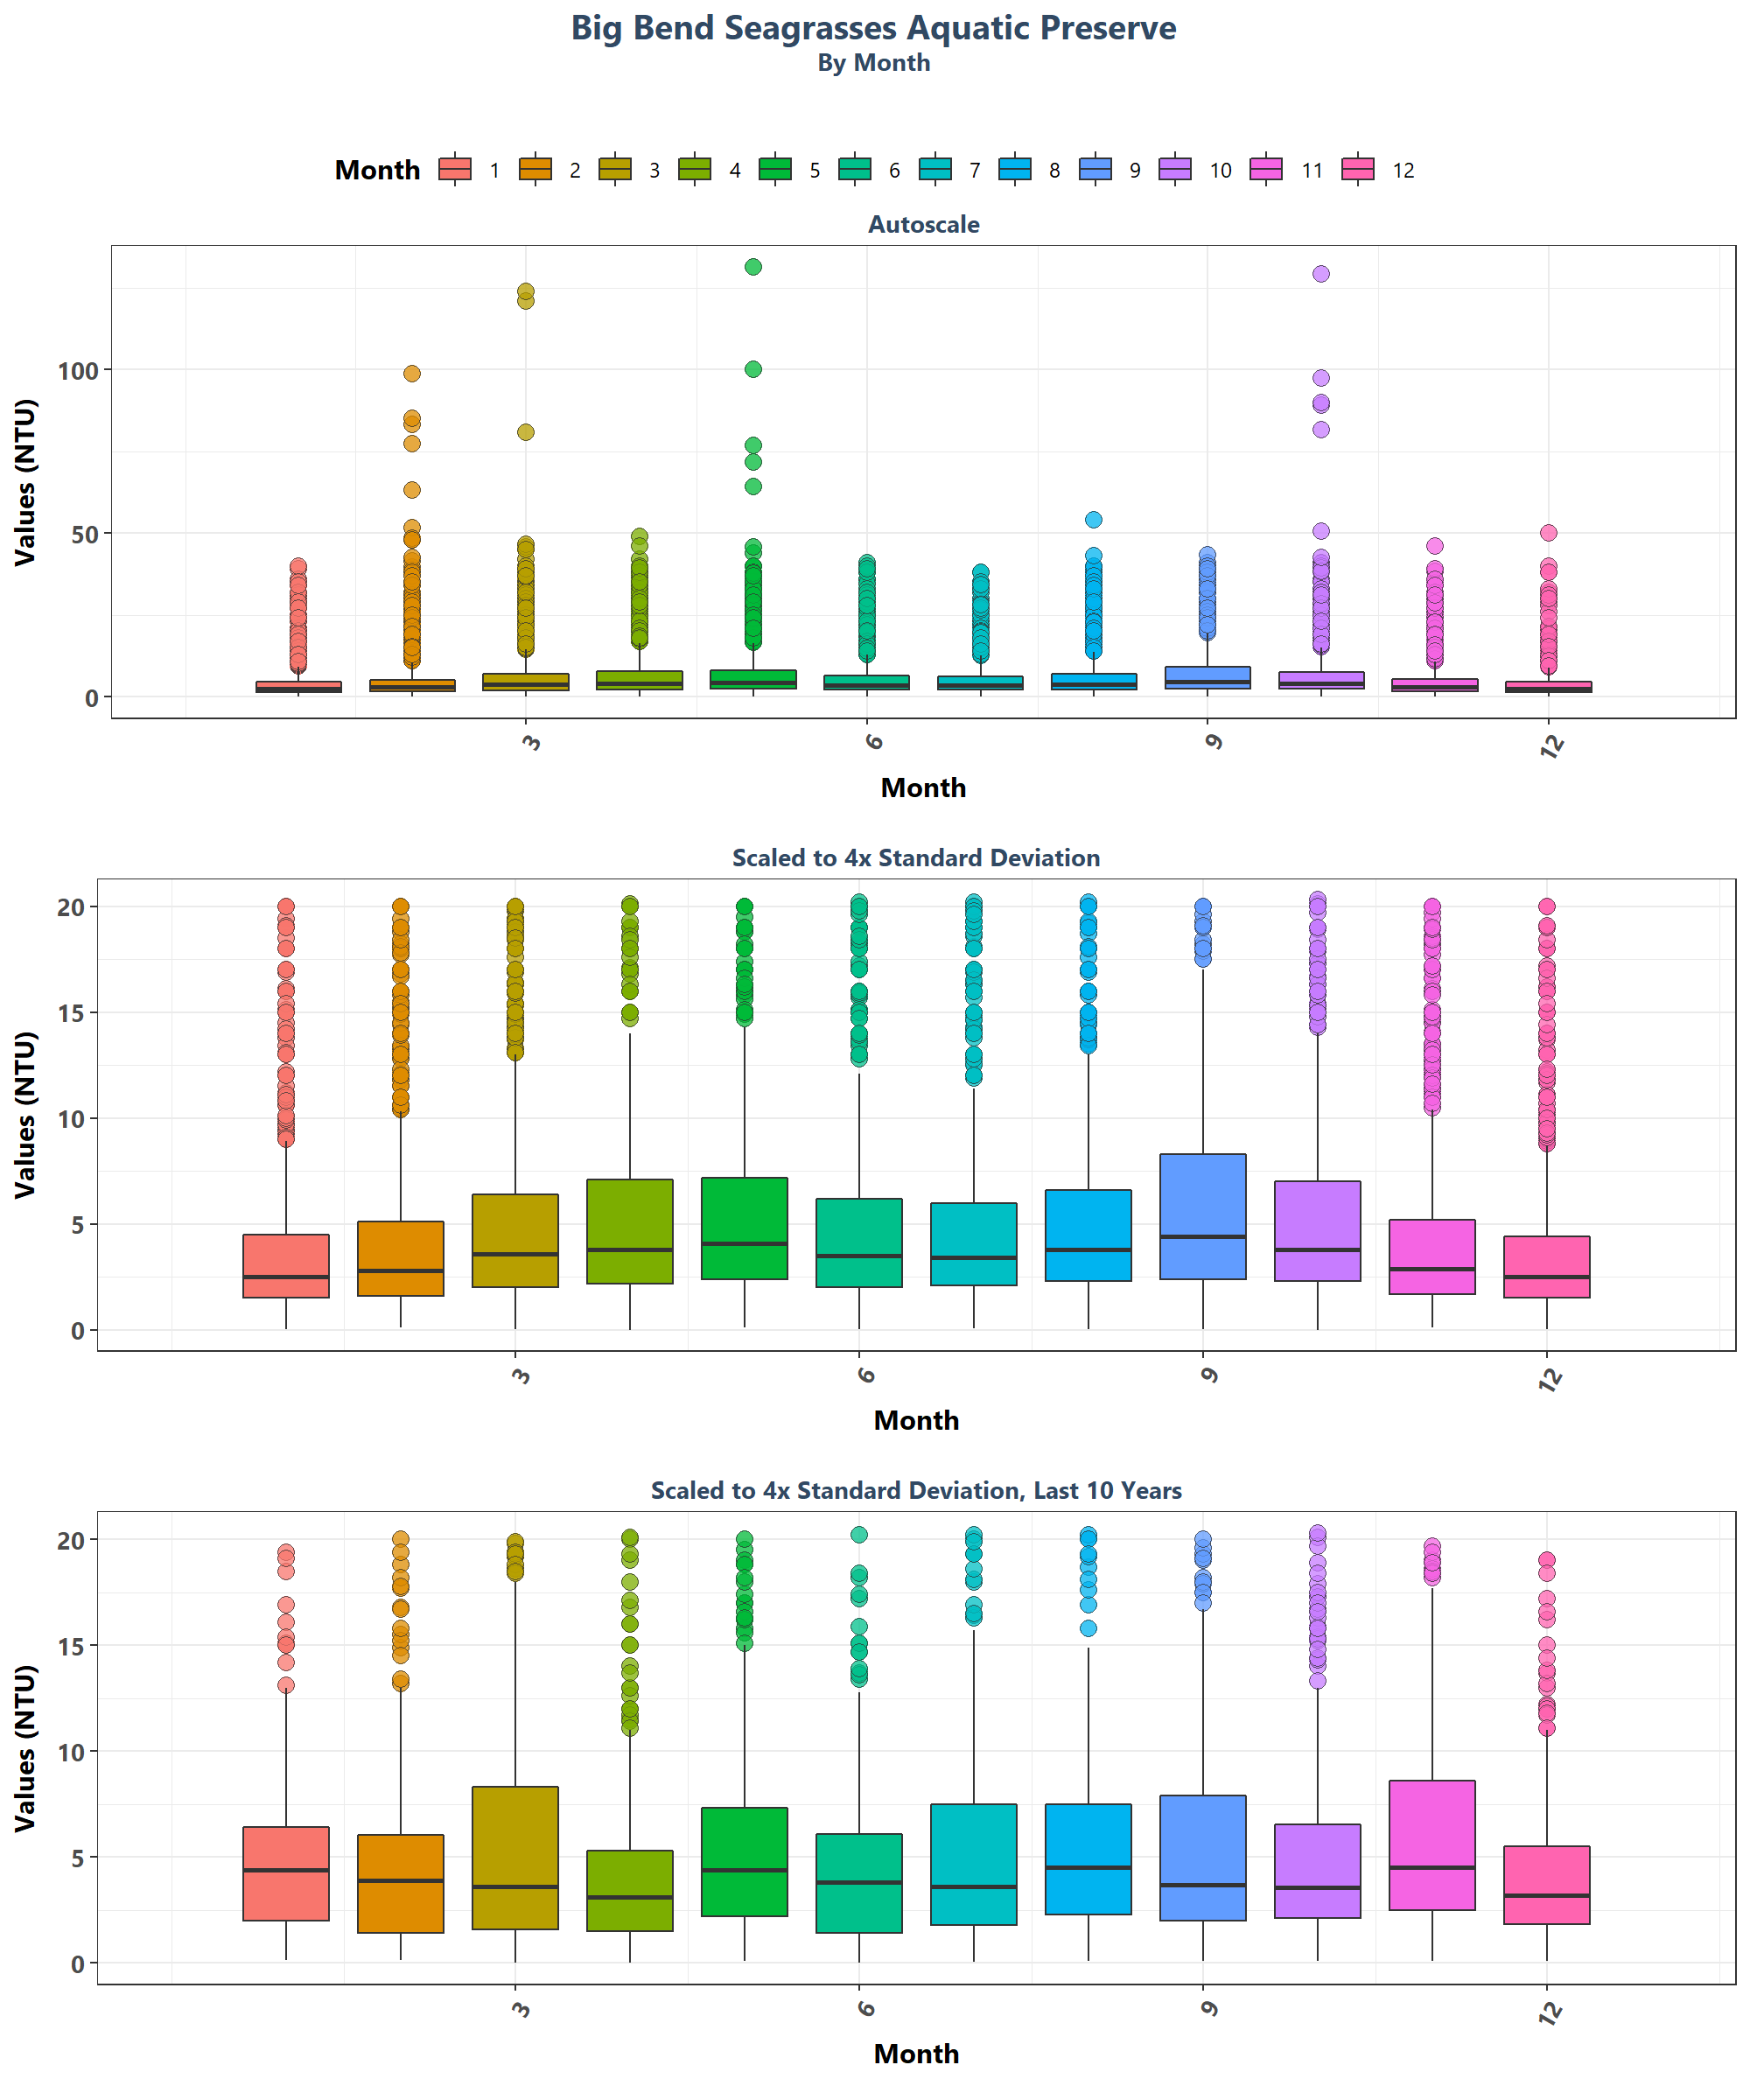 Big Bend Seagrasses Aquatic Preserve
By Month
Month 1 2 3 4 5 6 7 8 9 10 11 12
Autoscale
Values (NTU)
100
50
0
3 6 9 12
Month
Scaled to 4x Standard Deviation
Values (NTU)
20
15
10
5
0
3 6 9 12
Month
Scaled to 4x Standard Deviation, Last 10 Years
Values (NTU)
20
15
10
5
0
3 6 9 12
Month